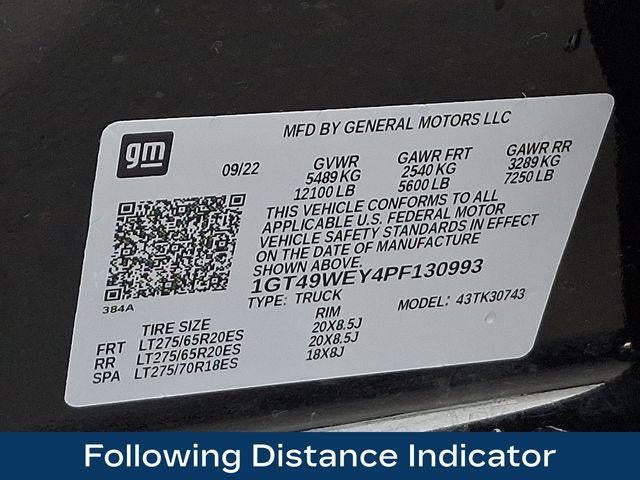 gm
MFD BY GENERAL MOTORS LLC
09/22
GVWR GAWR FRT GAWR RR
5489 KG 2540 KG 3289 KG
12100 LB 5600 LB 7250 LB
THIS VEHICLE CONFORMS TO ALL
APPLICABLE U.S. FEDERAL MOTOR
VEHICLE SAFETY STANDARDS IN EFFECT
ON THE DATE OF MANUFACTURE
SHOWN ABOVE.
1GT49WEY4PF130993
TYPE: TRUCK MODEL: 43TK30743
384A
TIRE SIZE RIM
FRT LT275/65R20ES 20X8.5J
RR LT275/65R20ES 20X8.5J
SPA LT275/70R18ES 18X8J
Following Distance Indicator